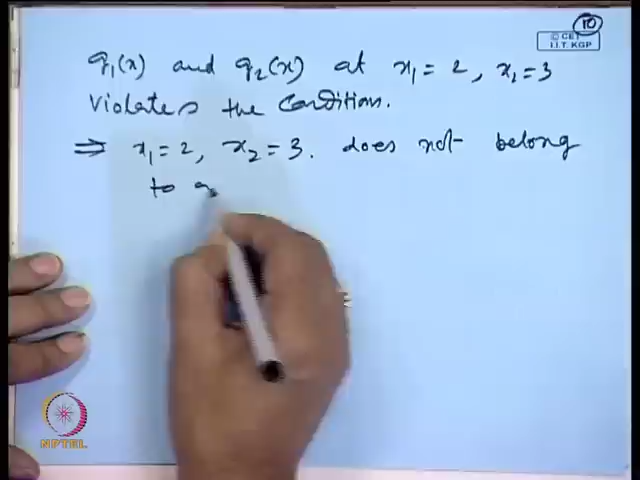 10
© CET
I.I.T. KGP
g₁(x) and g₂(x) at x₁ = 2, x₂ = 3
violates the condition.
⇒ x₁ = 2, x₂ = 3. does not belong
to
NPTEL